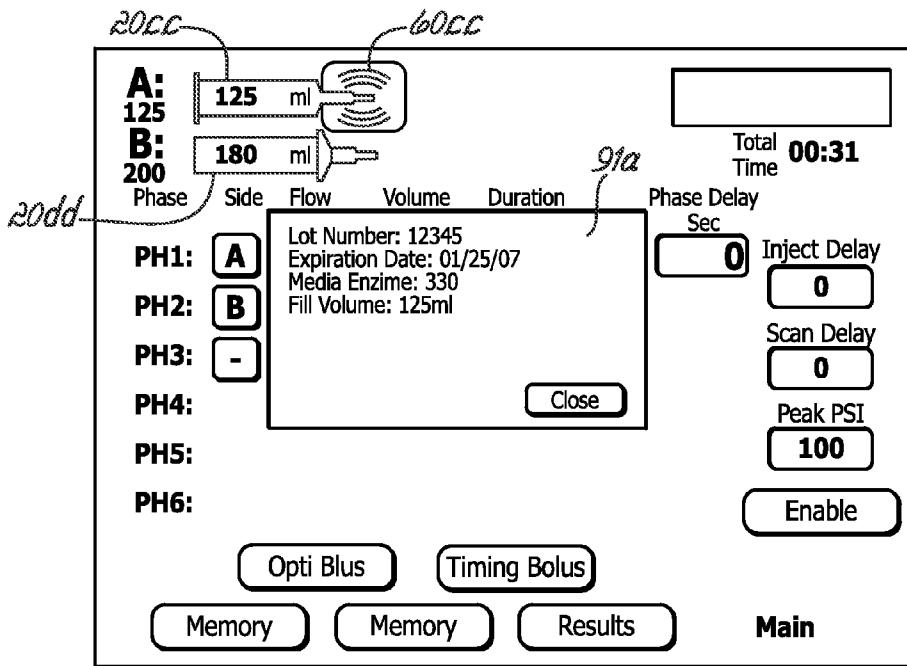 20cc
60cc
A:
125
125 ml
B:
200
180 ml
Total Time 00:31
91a
20dd
Phase Side Flow Volume Duration Phase Delay
Sec
0
Lot Number: 12345
Expiration Date: 01/25/07
Media Enzime: 330
Fill Volume: 125ml
Close
PH1: A
PH2: B
PH3: -
PH4:
PH5:
PH6:
Inject Delay
0
Scan Delay
0
Peak PSI
100
Enable
Opti Blus Timing Bolus
Memory Memory Results Main